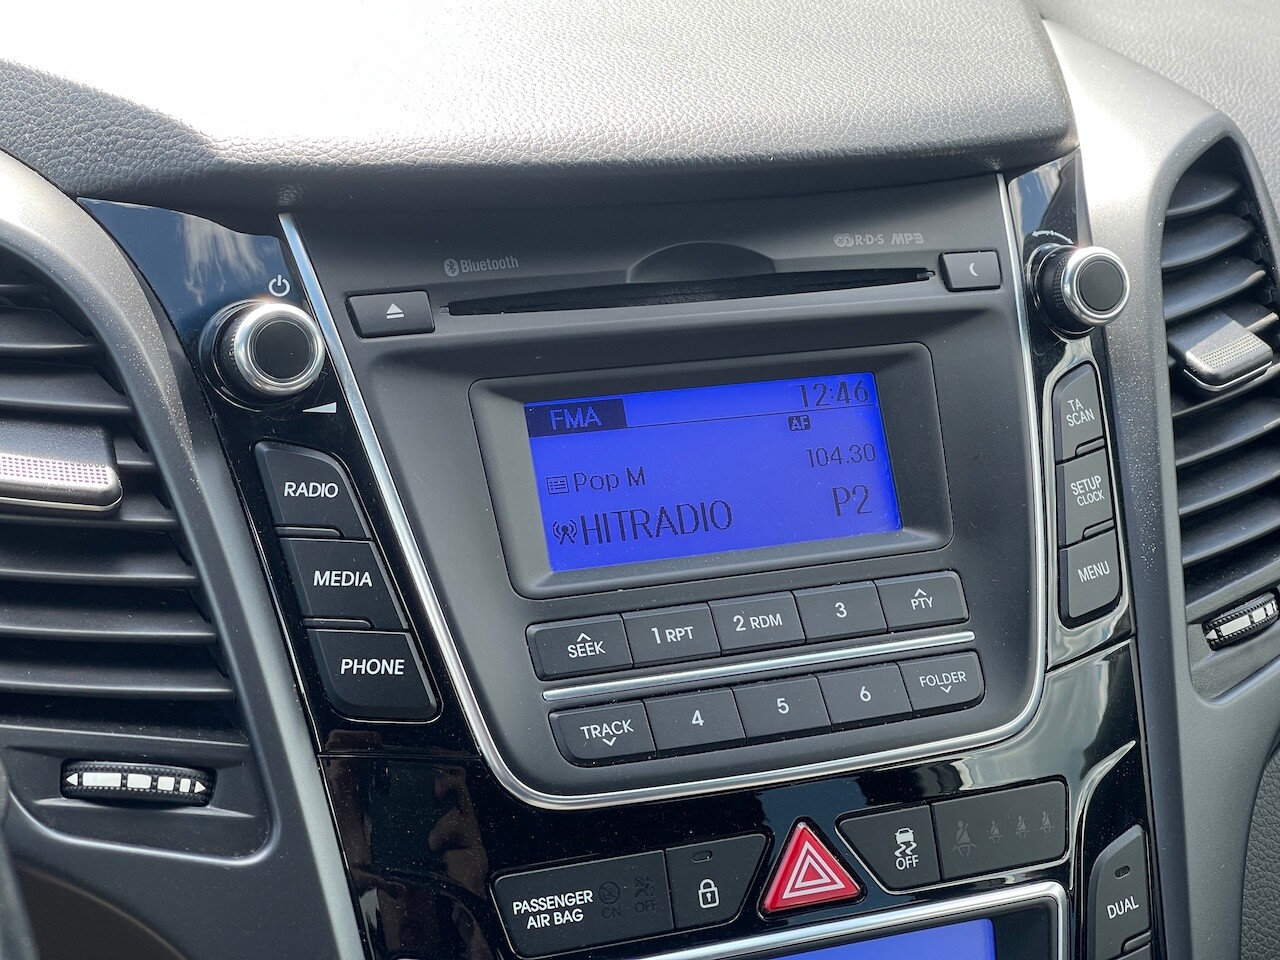 Bluetooth
R·D·S MP3
FMA
12:46
AF
104.30
Pop M
HITRADIO
P2
RADIO
MEDIA
PHONE
TA
SCAN
SETUP
CLOCK
MENU
SEEK
1 RPT
2 RDM
3
PTY
TRACK
4
5
6
FOLDER
PASSENGER
AIR BAG
ON
OFF
OFF
DUAL